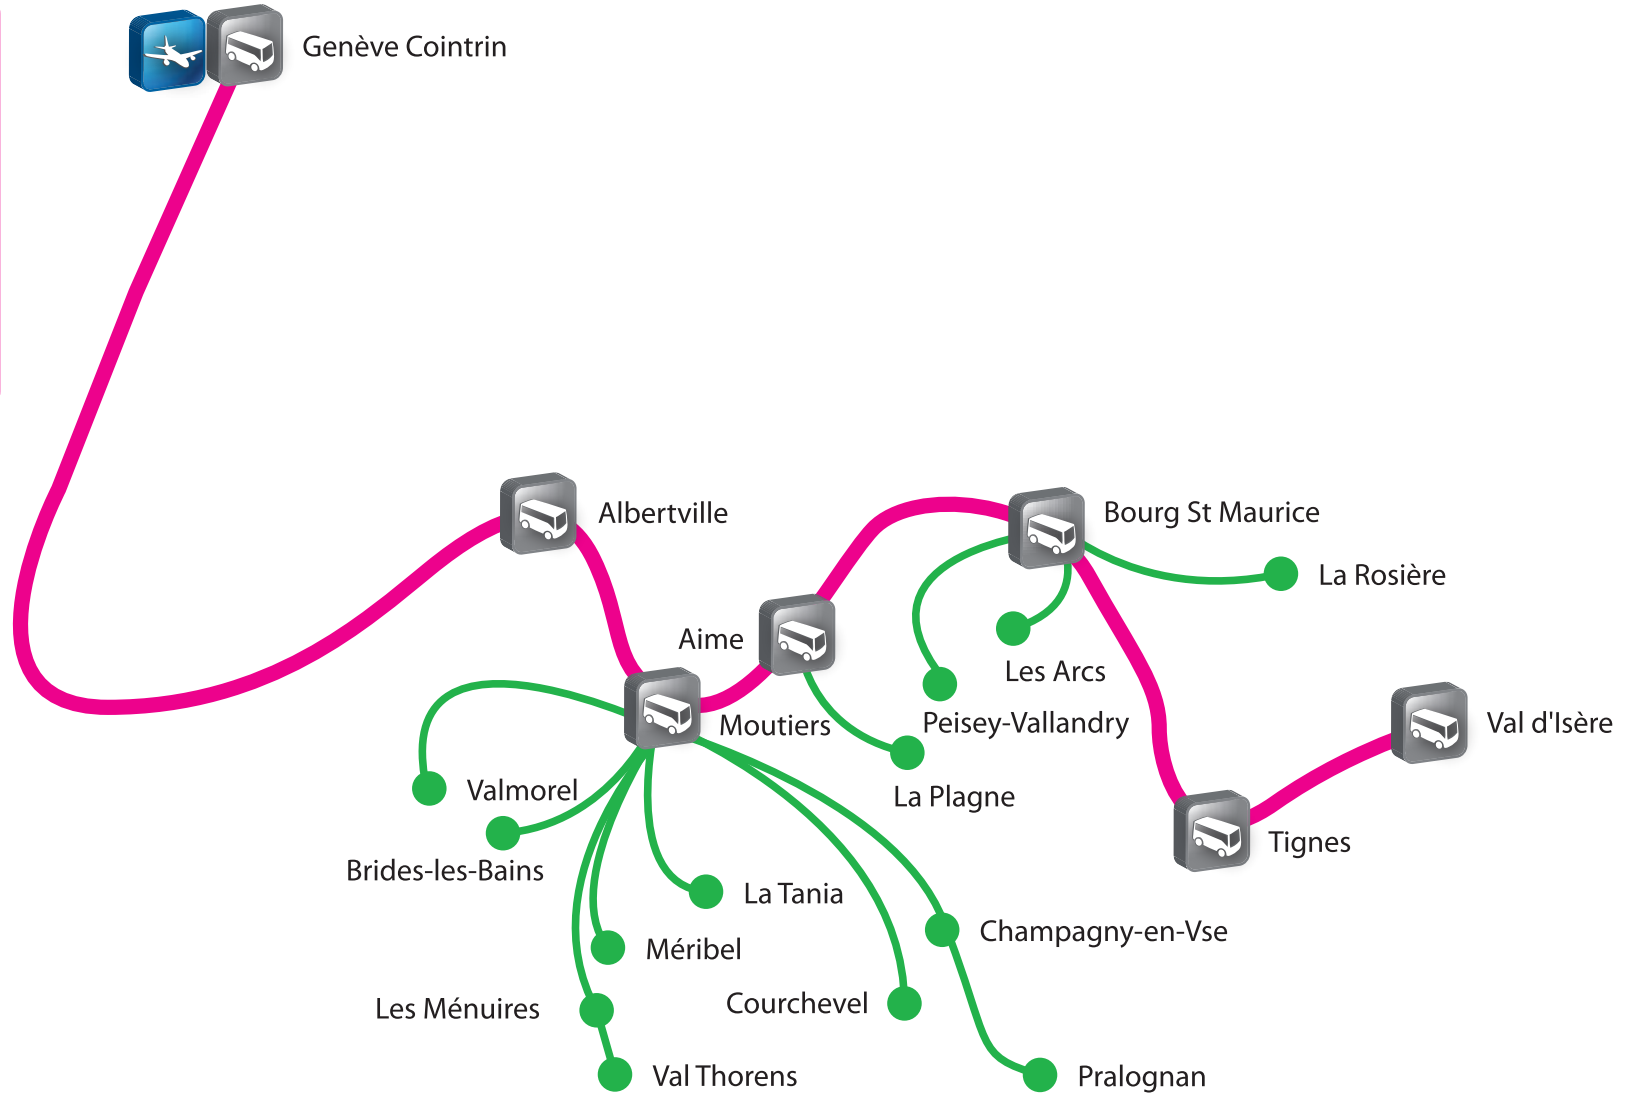 Genève Cointrin
Albertville
Bourg St Maurice
La Rosière
Aime
Les Arcs
Moutiers
Peisey-Vallandry
Val d'Isère
Valmorel
La Plagne
Tignes
Brides-les-Bains
La Tania
Champagny-en-Vse
Méribel
Les Ménuires
Courchevel
Val Thorens
Pralognan